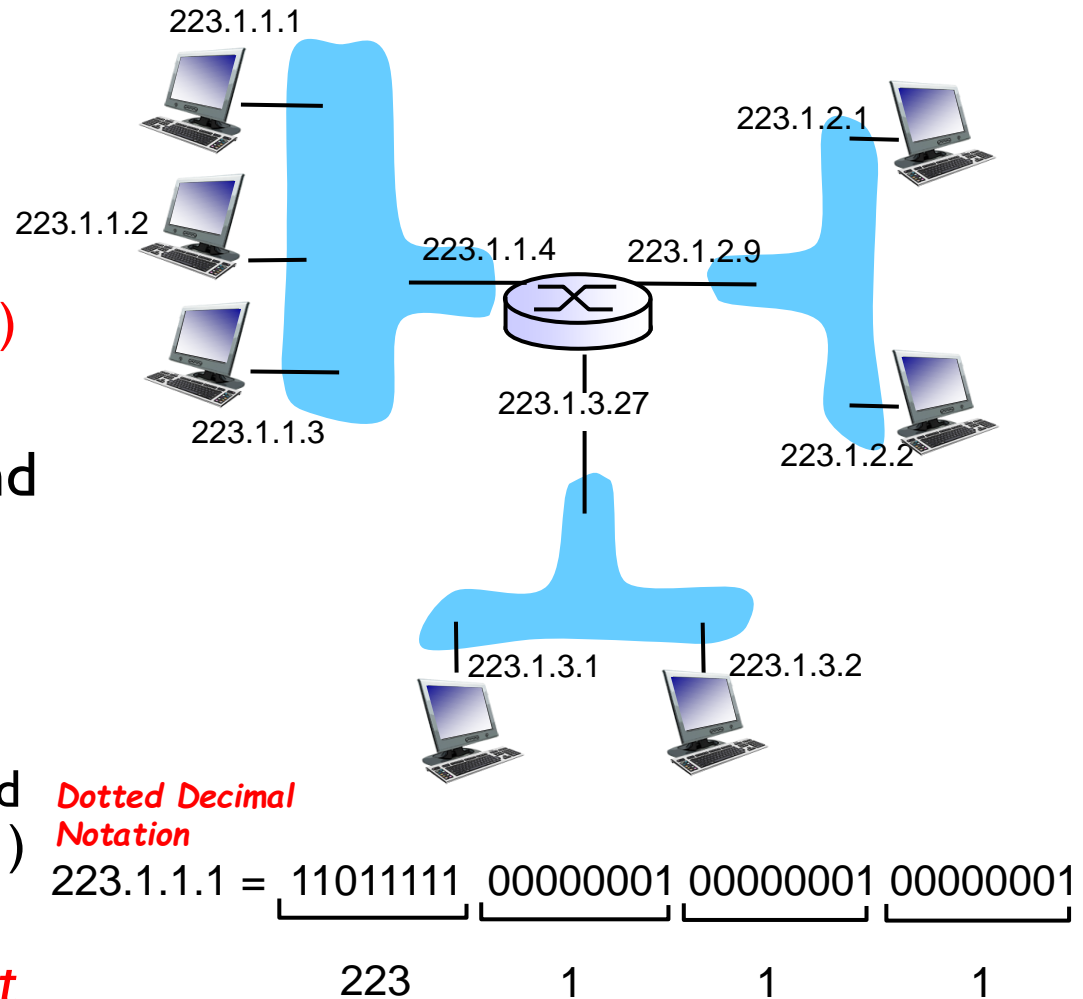 223.1.1.1
223.1.2.1
223.1.1.2
223.1.1.4
223.1.2.9
)
223.1.3.27
223.1.1.3
223.1.2.2
nd
223.1.3.1
223.1.3.2
d
Dotted Decimal
)
Notation
223.1.1.1 = 11011111 00000001 00000001 00000001
t
223 1 1 1